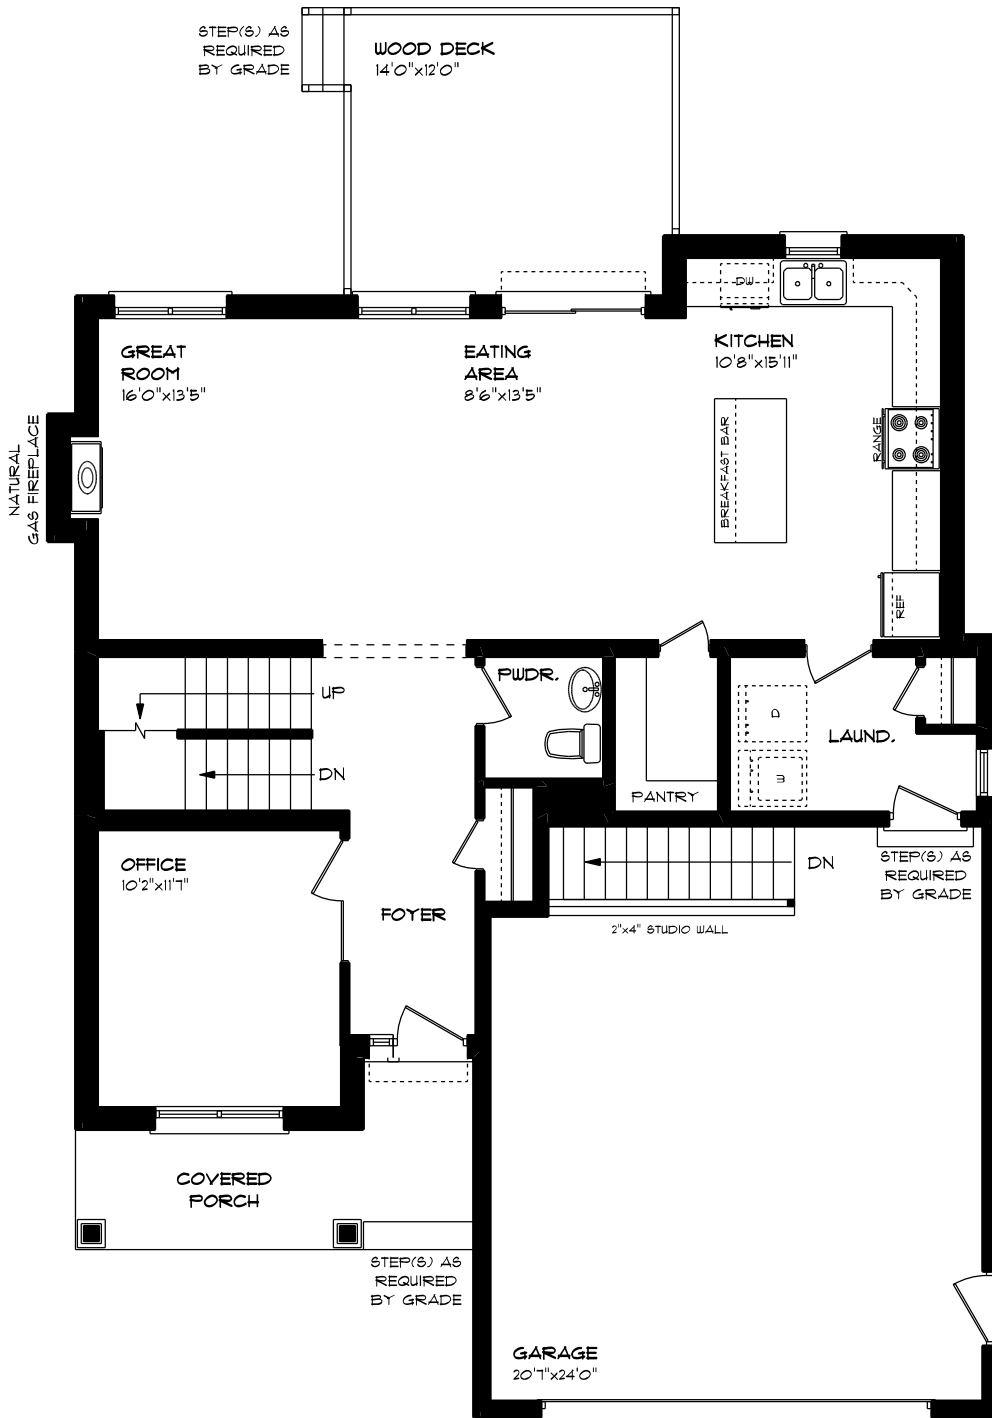 STEP(S) AS
REQUIRED
BY GRADE
WOOD DECK
14'0"x12'0"
DW
GREAT
ROOM
16'0"x13'5"
EATING
AREA
8'6"x13'5"
KITCHEN
10'8"x15'11"
NATURAL
GAS FIREPLACE
BREAKFAST BAR
RANGE
REF
UP
DN
PWDR.
PANTRY
D
W
LAUND.
OFFICE
10'2"x11'7"
FOYER
DN
2"x4" STUDIO WALL
STEP(S) AS
REQUIRED
BY GRADE
COVERED
PORCH
STEP(S) AS
REQUIRED
BY GRADE
GARAGE
20'7"x24'0"